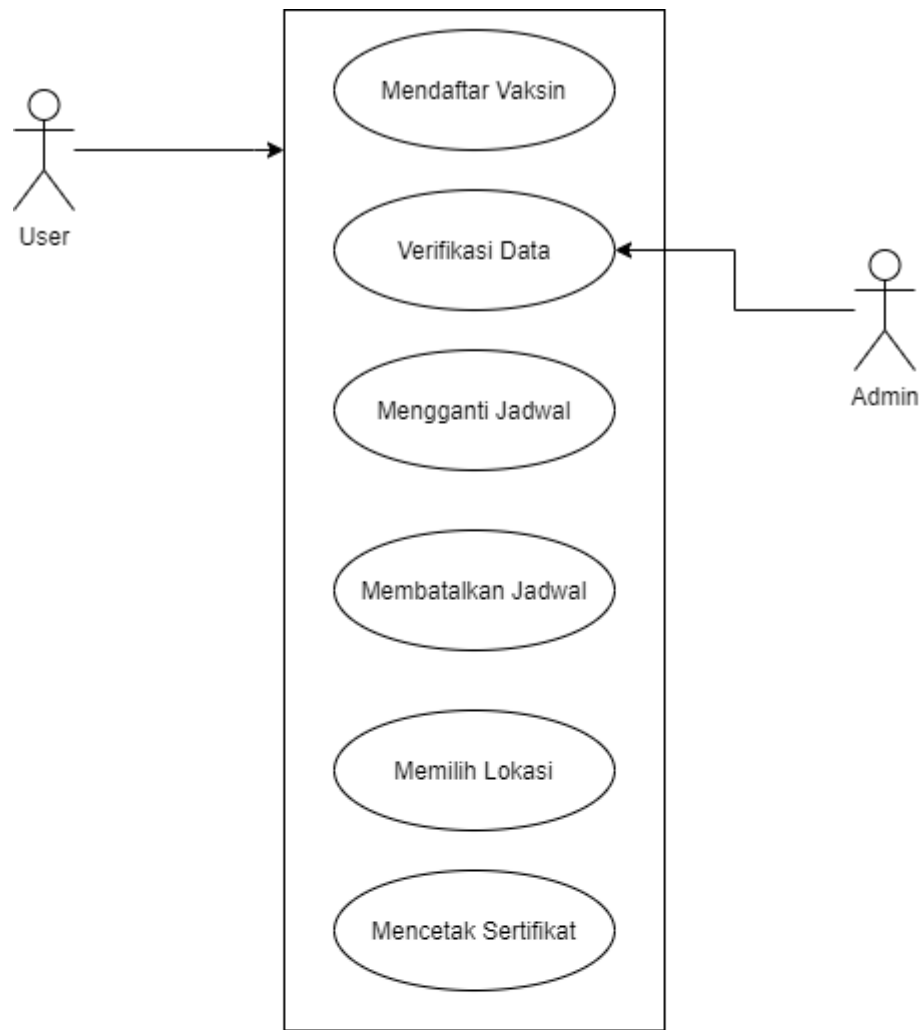 Mendaftar Vaksin
User
Verifikasi Data
Admin
Mengganti Jadwal
Membatalkan Jadwal
Memilih Lokasi
Mencetak Sertifikat